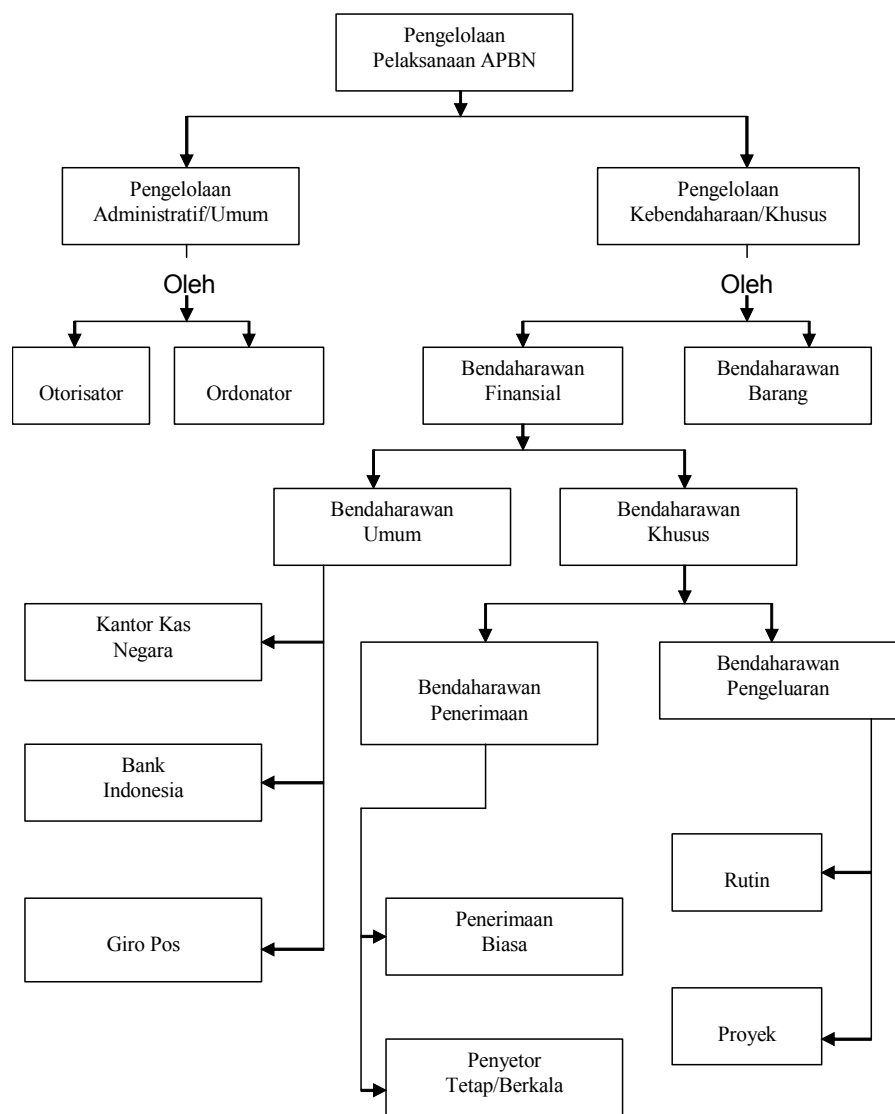 Pengelolaan
Pelaksanaan APBN
Pengelolaan
Administratif/Umum
Pengelolaan
Kebendaharaan/Khusus
Oleh
Oleh
Otorisator
Ordonator
Bendaharawan
Finansial
Bendaharawan
Barang
Bendaharawan
Umum
Bendaharawan
Khusus
Kantor Kas
Negara
Bendaharawan
Penerimaan
Bendaharawan
Pengeluaran
Bank
Indonesia
Rutin
Giro Pos
Penerimaan
Biasa
Proyek
Penyetor
Tetap/Berkala